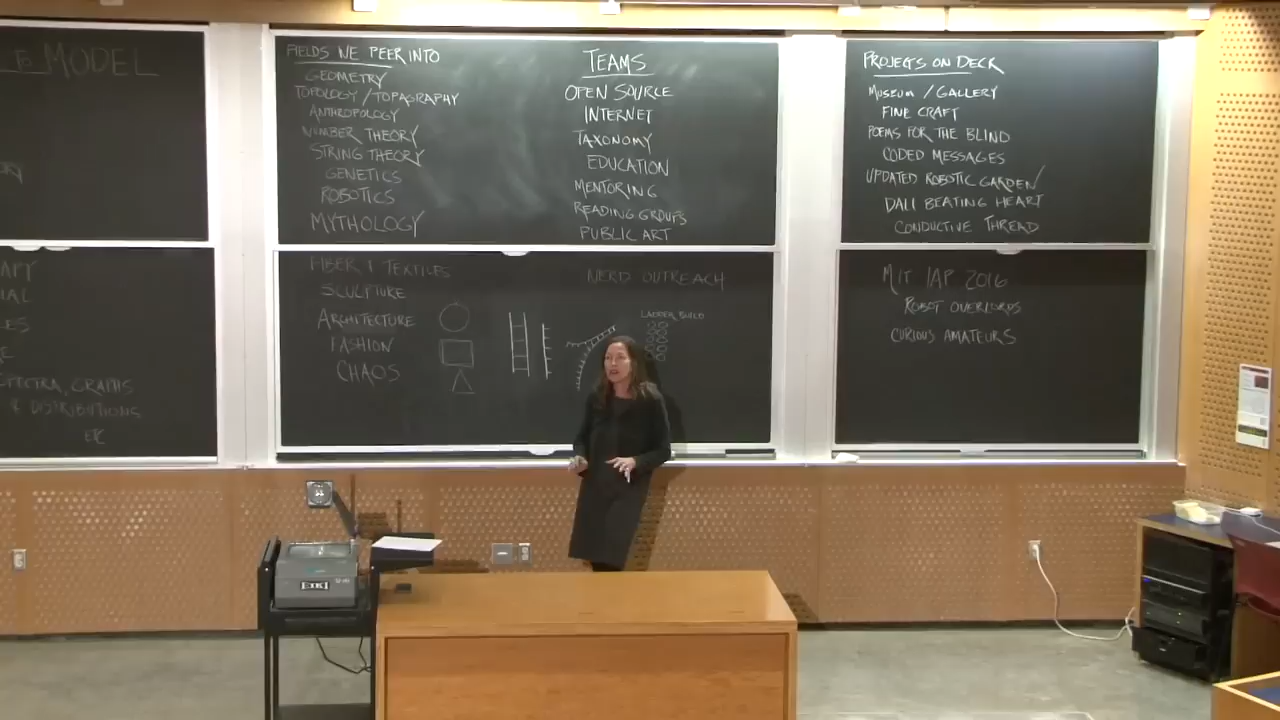 TO MODEL
SPECTRA, GRAPHS
& DISTRIBUTIONS
ETC
FIELDS WE PEER INTO
GEOMETRY
TOPOLOGY / TOPAGRAPHY
ANTHROPOLOGY
NUMBER THEORY
STRING THEORY
GENETICS
ROBOTICS
MYTHOLOGY
FIBER & TEXTILES
SCULPTURE
ARCHITECTURE
FASHION
CHAOS
TEAMS
OPEN SOURCE
INTERNET
TAXONOMY
EDUCATION
MENTORING
READING GROUPS
PUBLIC ART
NERD OUTREACH
LADDER BUILD
PROJECTS ON DECK
MUSEUM / GALLERY
FINE CRAFT
POEMS FOR THE BLIND
CODED MESSAGES
UPDATED ROBOTIC GARDEN/
DALI BEATING HEART
CONDUCTIVE THREAD
MIT IAP 2016
ROBOT OVERLORDS
CURIOUS AMATEURS